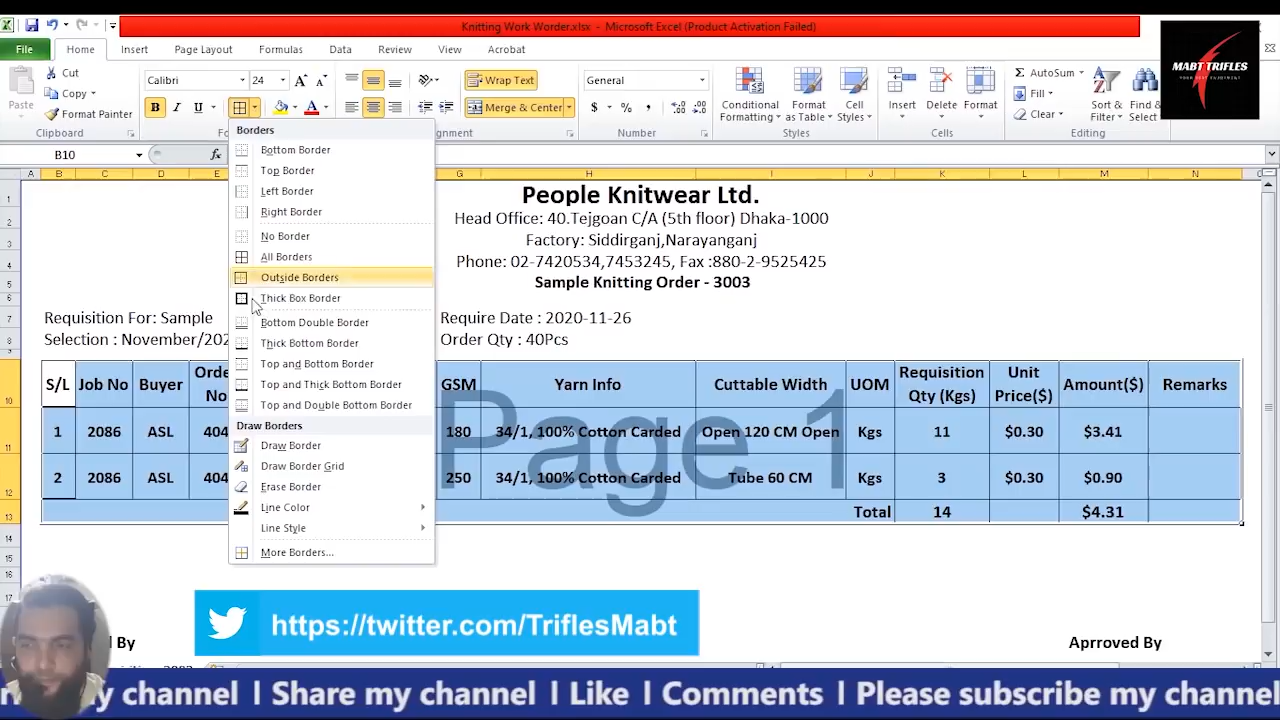 Knitting Work Worder.xlsx - Microsoft Excel (Product Activation Failed)
MABT TRIFLES
File Home Insert Page Layout Formulas Data Review View Acrobat
Cut
Copy
Format Painter
Paste
Clipboard
Calibri 24
B I U
Wrap Text
Merge & Center
General
$ % ,
Conditional Formatting
Format as Table
Cell Styles
Insert
Delete
Format
AutoSum
Fill
Clear
Sort & Filter
Find & Select
Number
Styles
Cells
Editing
B10
fx
Borders
Bottom Border
Top Border
Left Border
Right Border
No Border
All Borders
Outside Borders
Thick Box Border
Bottom Double Border
Thick Bottom Border
Top and Bottom Border
Top and Thick Bottom Border
Top and Double Bottom Border
Draw Borders
Draw Border
Draw Border Grid
Erase Border
Line Color
Line Style
More Borders...
A B C D E G H I J K L M N
People Knitwear Ltd.
Head Office: 40.Tejgoan C/A (5th floor) Dhaka-1000
Factory: Siddirganj,Narayanganj
Phone: 02-7420534,7453245, Fax :880-2-9525425
Sample Knitting Order - 3003
Requisition For: Sample Require Date : 2020-11-26
Selection : November/202 Order Qty : 40Pcs
S/L Job No Buyer Orde No GSM Yarn Info Cuttable Width UOM Requisition Qty (Kgs) Unit Price($) Amount($) Remarks
1 2086 ASL 404 180 34/1, 100% Cotton Carded Open 120 CM Open Kgs 11 $0.30 $3.41
2 2086 ASL 404 250 34/1, 100% Cotton Carded Tube 60 CM Kgs 3 $0.30 $0.90
Total 14 $4.31
Page 1
https://twitter.com/TriflesMabt
By
Aprroved By
my channel I Share my channel I Like I Comments I Please subscribe my channel